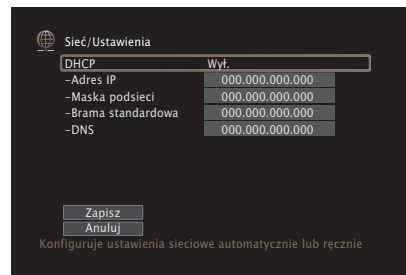 Sieć/Ustawienia
DHCP Wył.
-Adres IP 000.000.000.000
-Maska podsieci 000.000.000.000
-Brama standardowa 000.000.000.000
-DNS 000.000.000.000
Zapisz
Anuluj
Konfiguruje ustawienia sieciowe automatycznie lub ręcznie